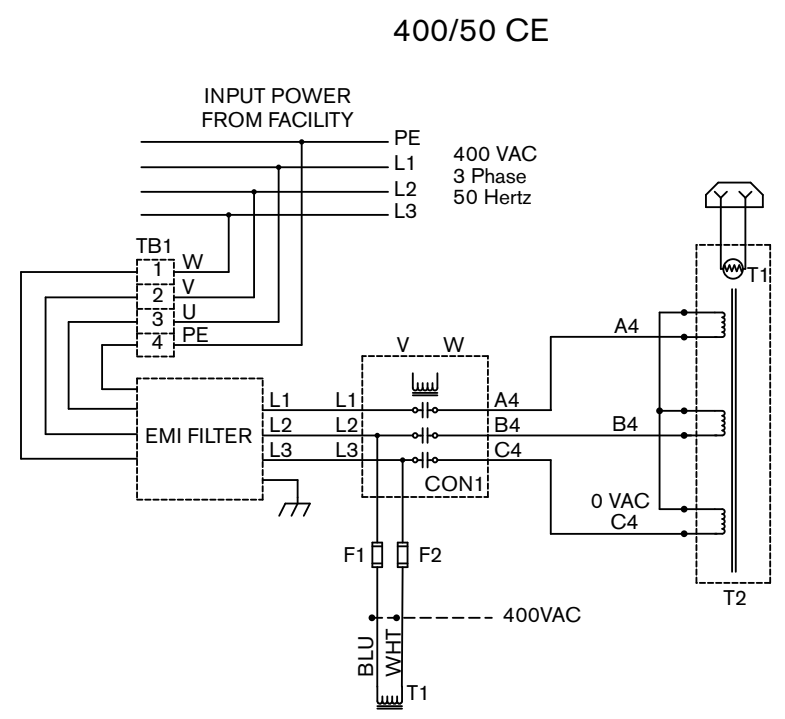 400/50 CE
INPUT POWER
FROM FACILITY
PE
L1
L2
L3
400 VAC
3 Phase
50 Hertz
TB1
1 W
2 V
3 U
4 PE
T1
A4
V W
L1 L1 A4
L2 L2 B4 B4
L3 L3 C4
EMI FILTER
CON1
0 VAC
C4
F1 F2
T2
400VAC
BLU
WHT
T1